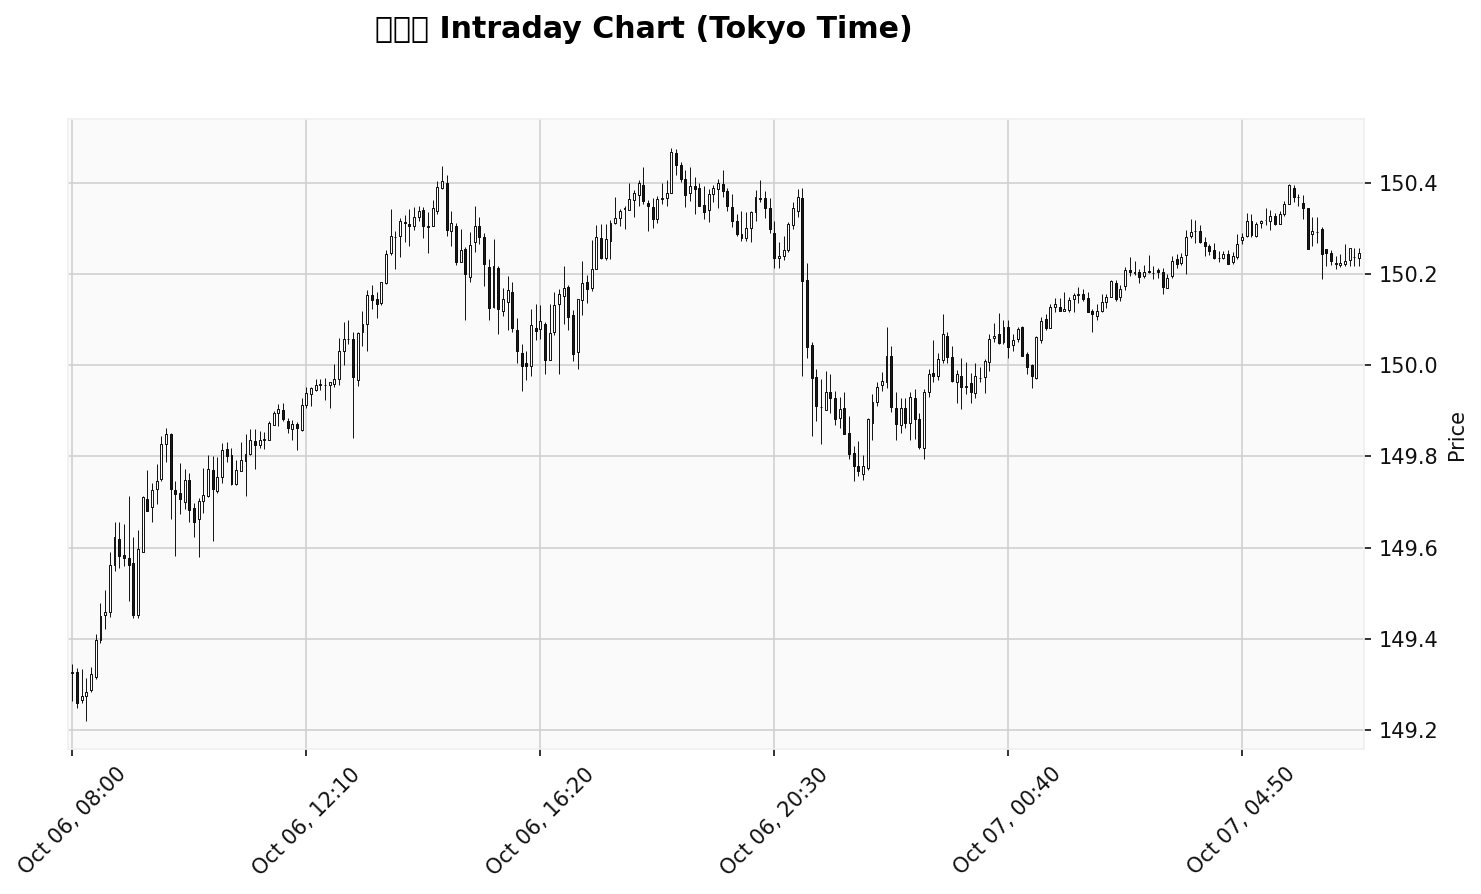 Intraday Chart (Tokyo Time)
150.4
150.2
150.0
149.8
149.6
149.4
149.2
Price
Oct 06, 08:00
Oct 06, 12:10
Oct 06, 16:20
Oct 06, 20:30
Oct 07, 00:40
Oct 07, 04:50